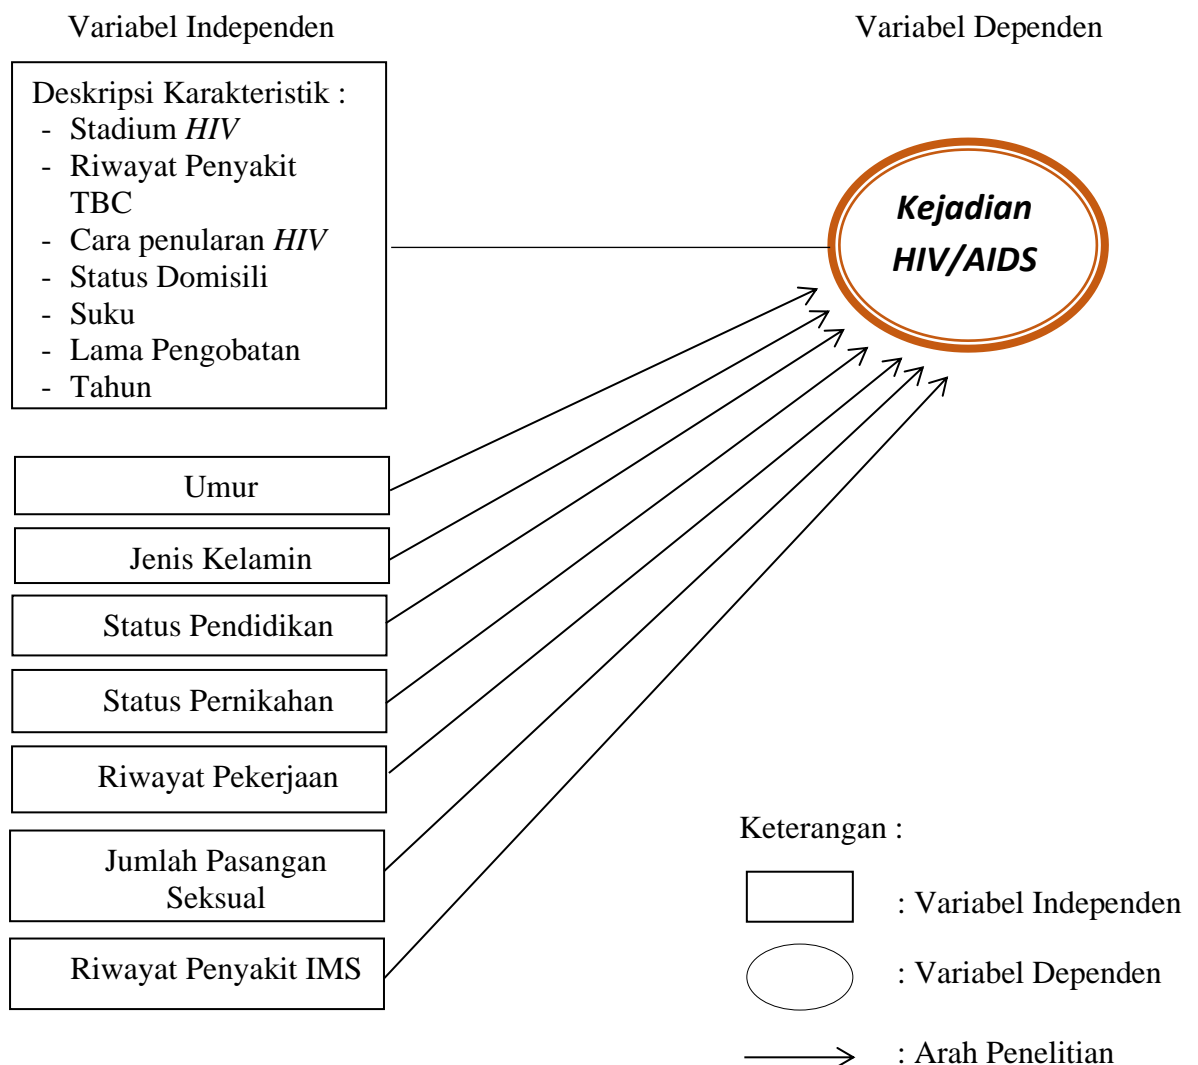 Variabel Independen
Variabel Dependen
Deskripsi Karakteristik :
- Stadium HIV
- Riwayat Penyakit
TBC
- Cara penularan HIV
- Status Domisili
- Suku
- Lama Pengobatan
- Tahun
Kejadian
HIV/AIDS
Umur
Jenis Kelamin
Status Pendidikan
Status Pernikahan
Riwayat Pekerjaan
Jumlah Pasangan
Seksual
Riwayat Penyakit IMS
Keterangan :
: Variabel Independen
: Variabel Dependen
: Arah Penelitian